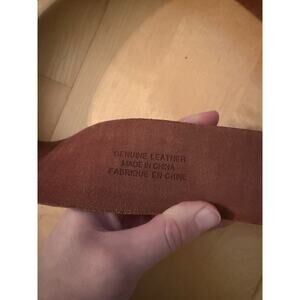 GENUINE LEATHER
MADE IN CHINA
FABRIQUE EN CHINE